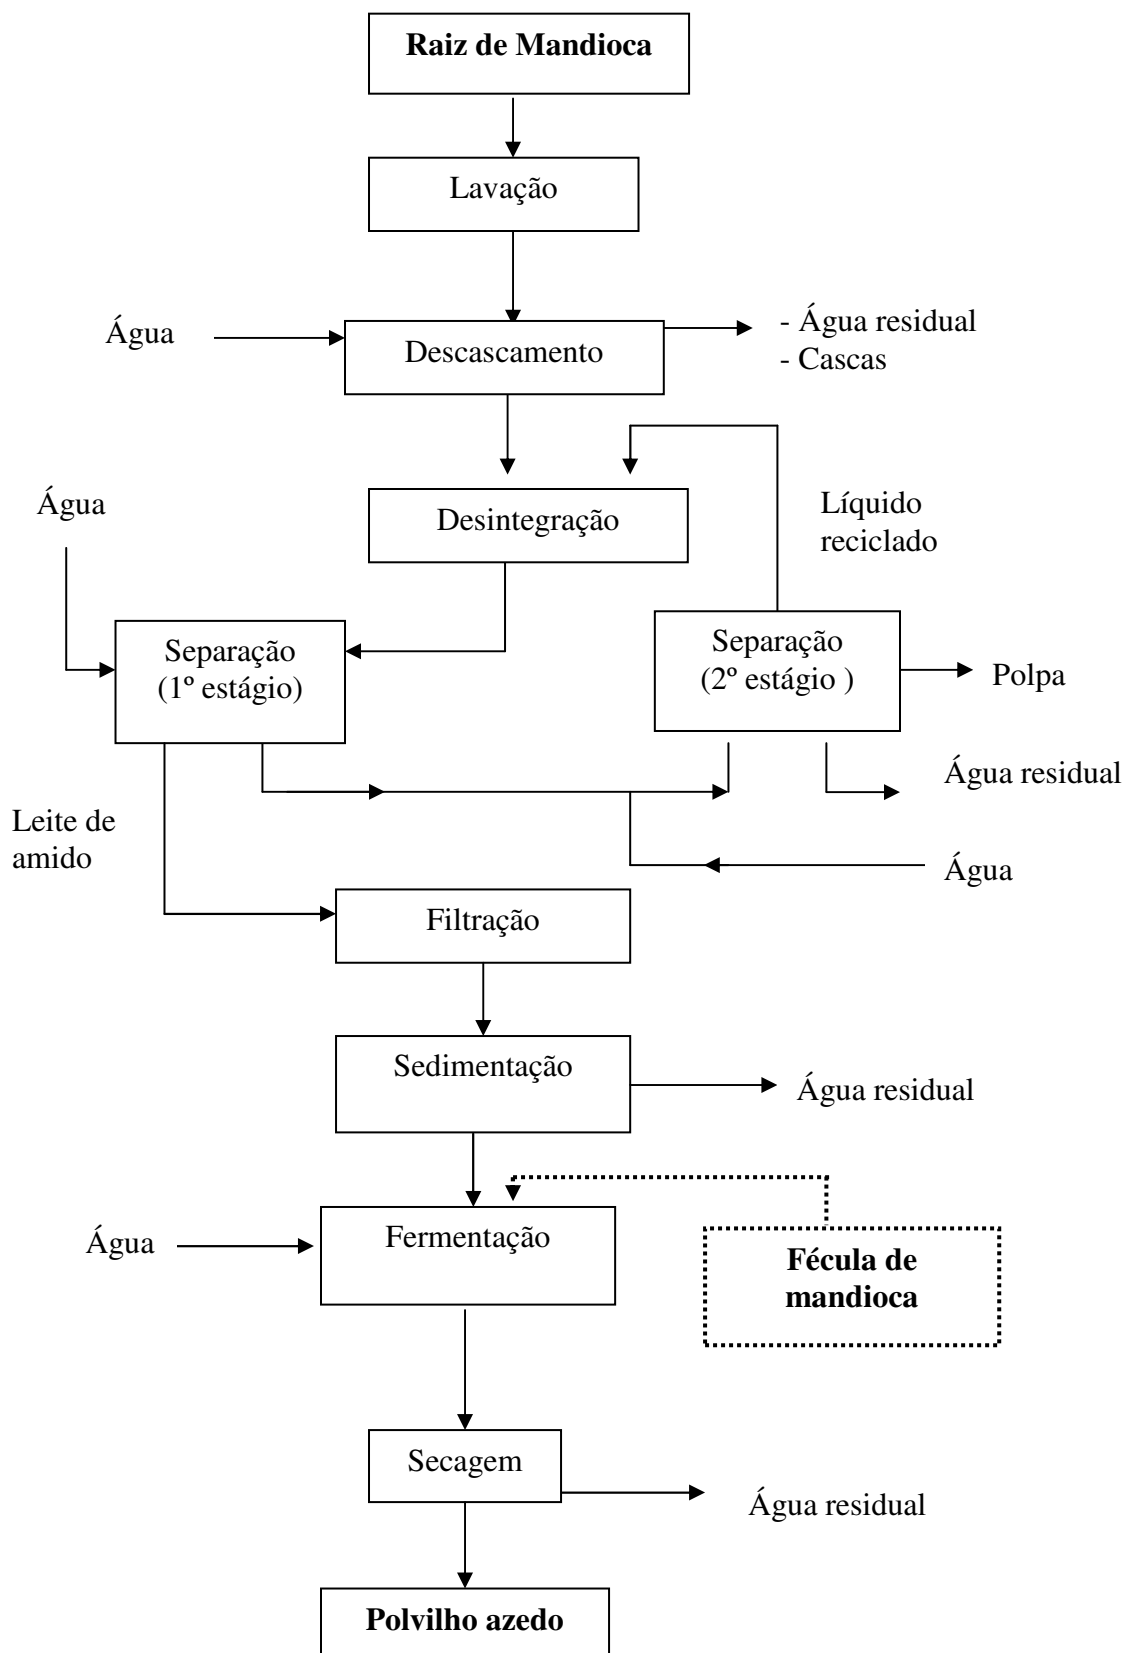 Raiz de Mandioca
Lavação
Água
Descascamento
- Água residual
- Cascas
Água
Desintegração
Líquido
reciclado
Separação
(1º estágio)
Separação
(2º estágio )
Polpa
Água residual
Leite de
amido
Água
Filtração
Sedimentação
Água residual
Água
Fermentação
Fécula de
mandioca
Secagem
Água residual
Polvilho azedo